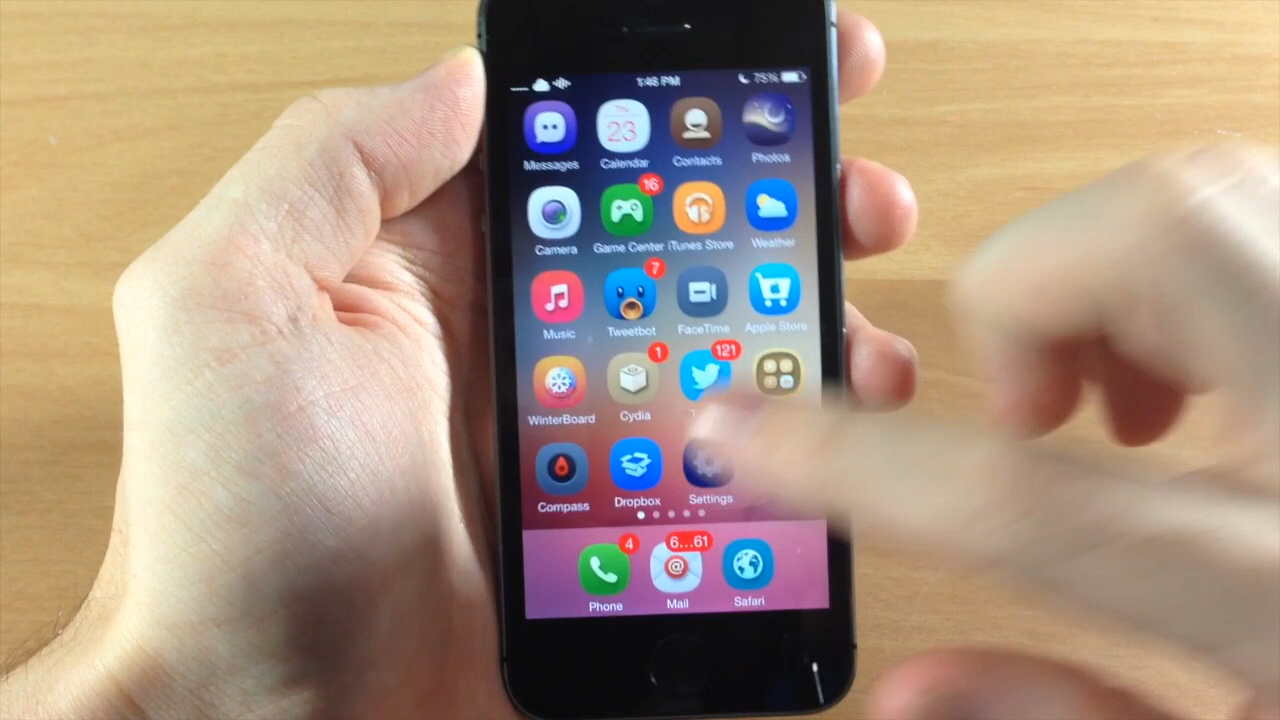 1:46 PM 75%
Messages Calendar Contacts Photos
23
16
Camera Game Center iTunes Store Weather
7
Music Tweetbot FaceTime Apple Store
1 121
WinterBoard Cydia
Compass Dropbox Settings
4 6...61
@
Phone Mail Safari